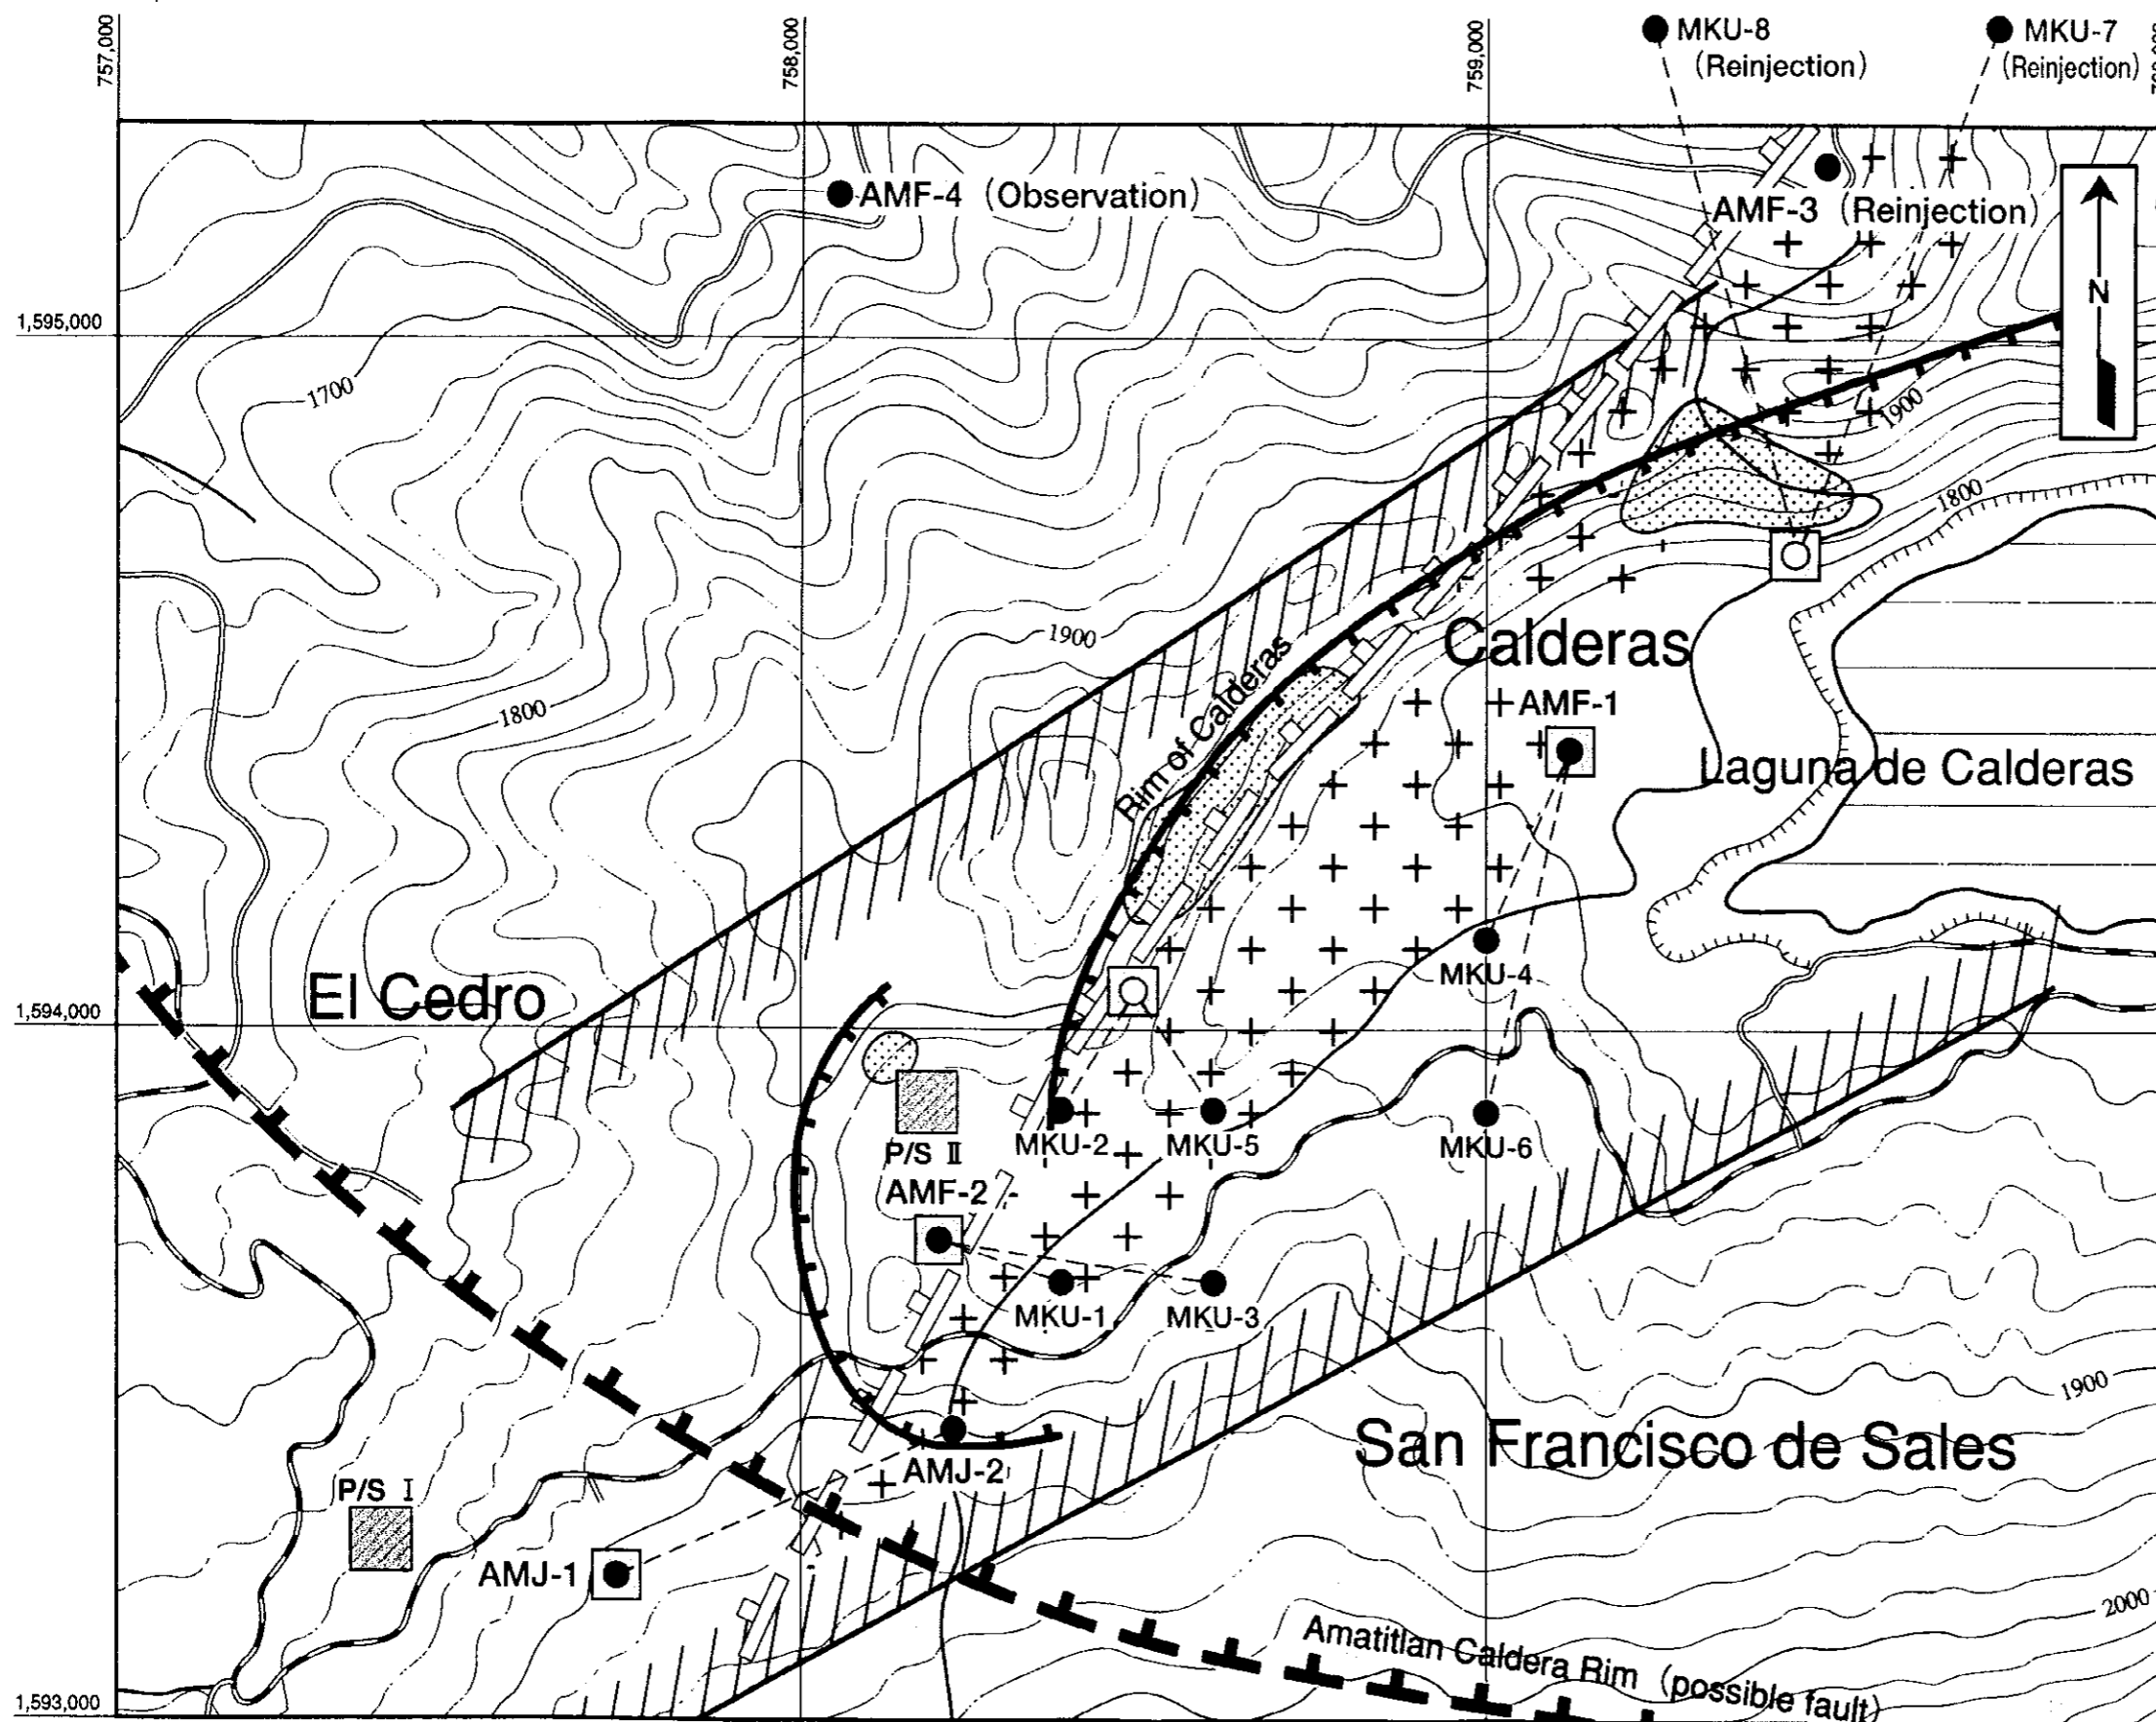 757,000
758,000
759,000
MKU-8
(Reinjection)
MKU-7
(Reinjection)
AMF-4 (Observation)
AMF-3 (Reinjection)
N
1,595,000
1700
1900
1800
1900
Calderas
Rim of Calderas
AMF-1
1800
Laguna de Calderas
El Cedro
MKU-4
1,594,000
MKU-2
MKU-5
MKU-6
P/S II
AMF-2
MKU-1
MKU-3
1900
San Francisco de Sales
AMJ-2
P/S I
AMJ-1
2000
Amatitlan Caldera Rim (possible fault)
1,593,000